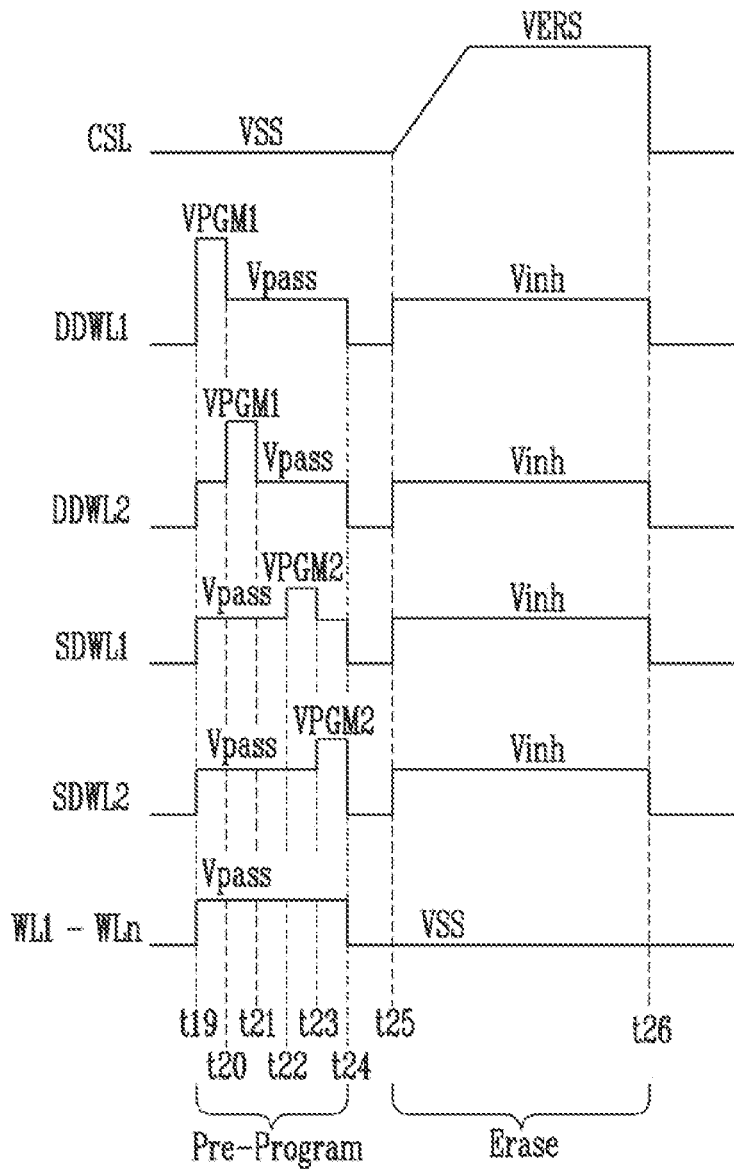 VERS
CSL VSS
VPGM1
Vpass Vinh
DDWL1
VPGM1
Vpass Vinh
DDWL2
VPGM2
Vpass Vinh
SDWL1
VPGM2
Vpass Vinh
SDWL2
Vpass
WL1 - WLn VSS
t19 t21 t23 t25 t26
t20 t22 t24
Pre-Program Erase